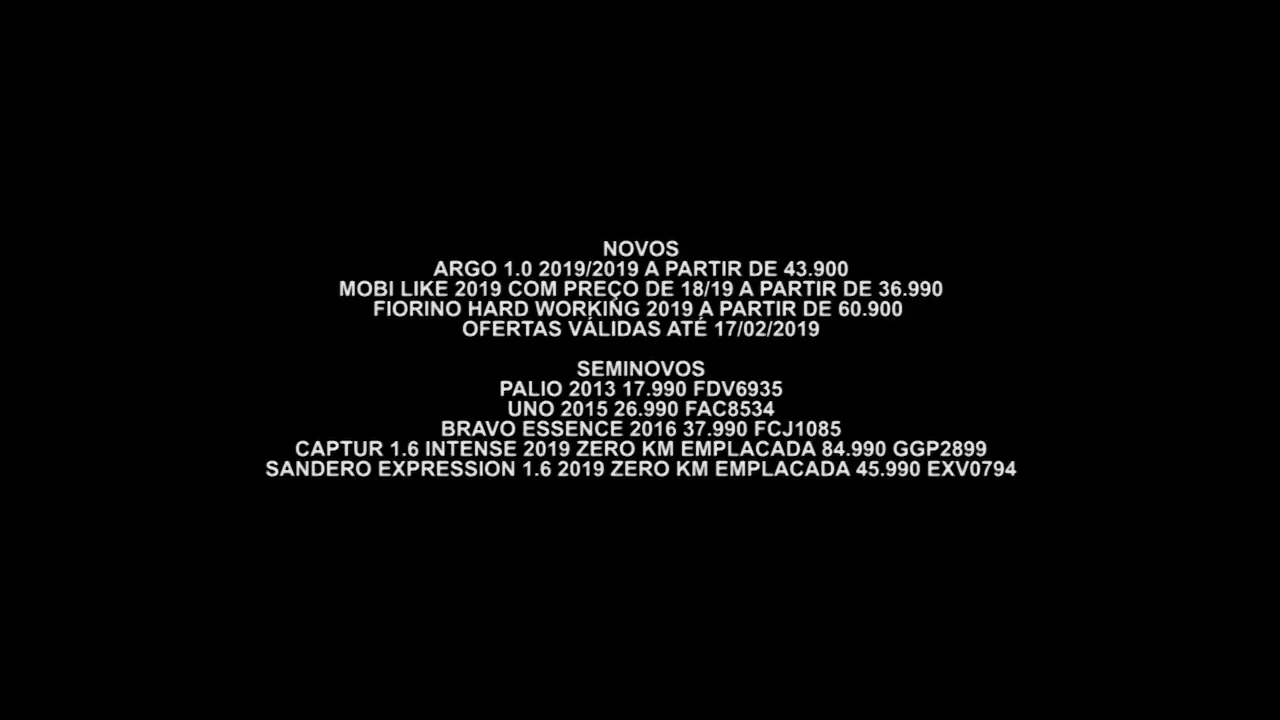 NOVOS
ARGO 1.0 2019/2019 A PARTIR DE 43.900
MOBI LIKE 2019 COM PREÇO DE 18/19 A PARTIR DE 36.990
FIORINO HARD WORKING 2019 A PARTIR DE 60.900
OFERTAS VÁLIDAS ATÉ 17/02/2019
SEMINOVOS
PALIO 2013 17.990 FDV6935
UNO 2015 26.990 FAC8534
BRAVO ESSENCE 2016 37.990 FCJ1085
CAPTUR 1.6 INTENSE 2019 ZERO KM EMPLACADA 84.990 GGP2899
SANDERO EXPRESSION 1.6 2019 ZERO KM EMPLACADA 45.990 EXV0794